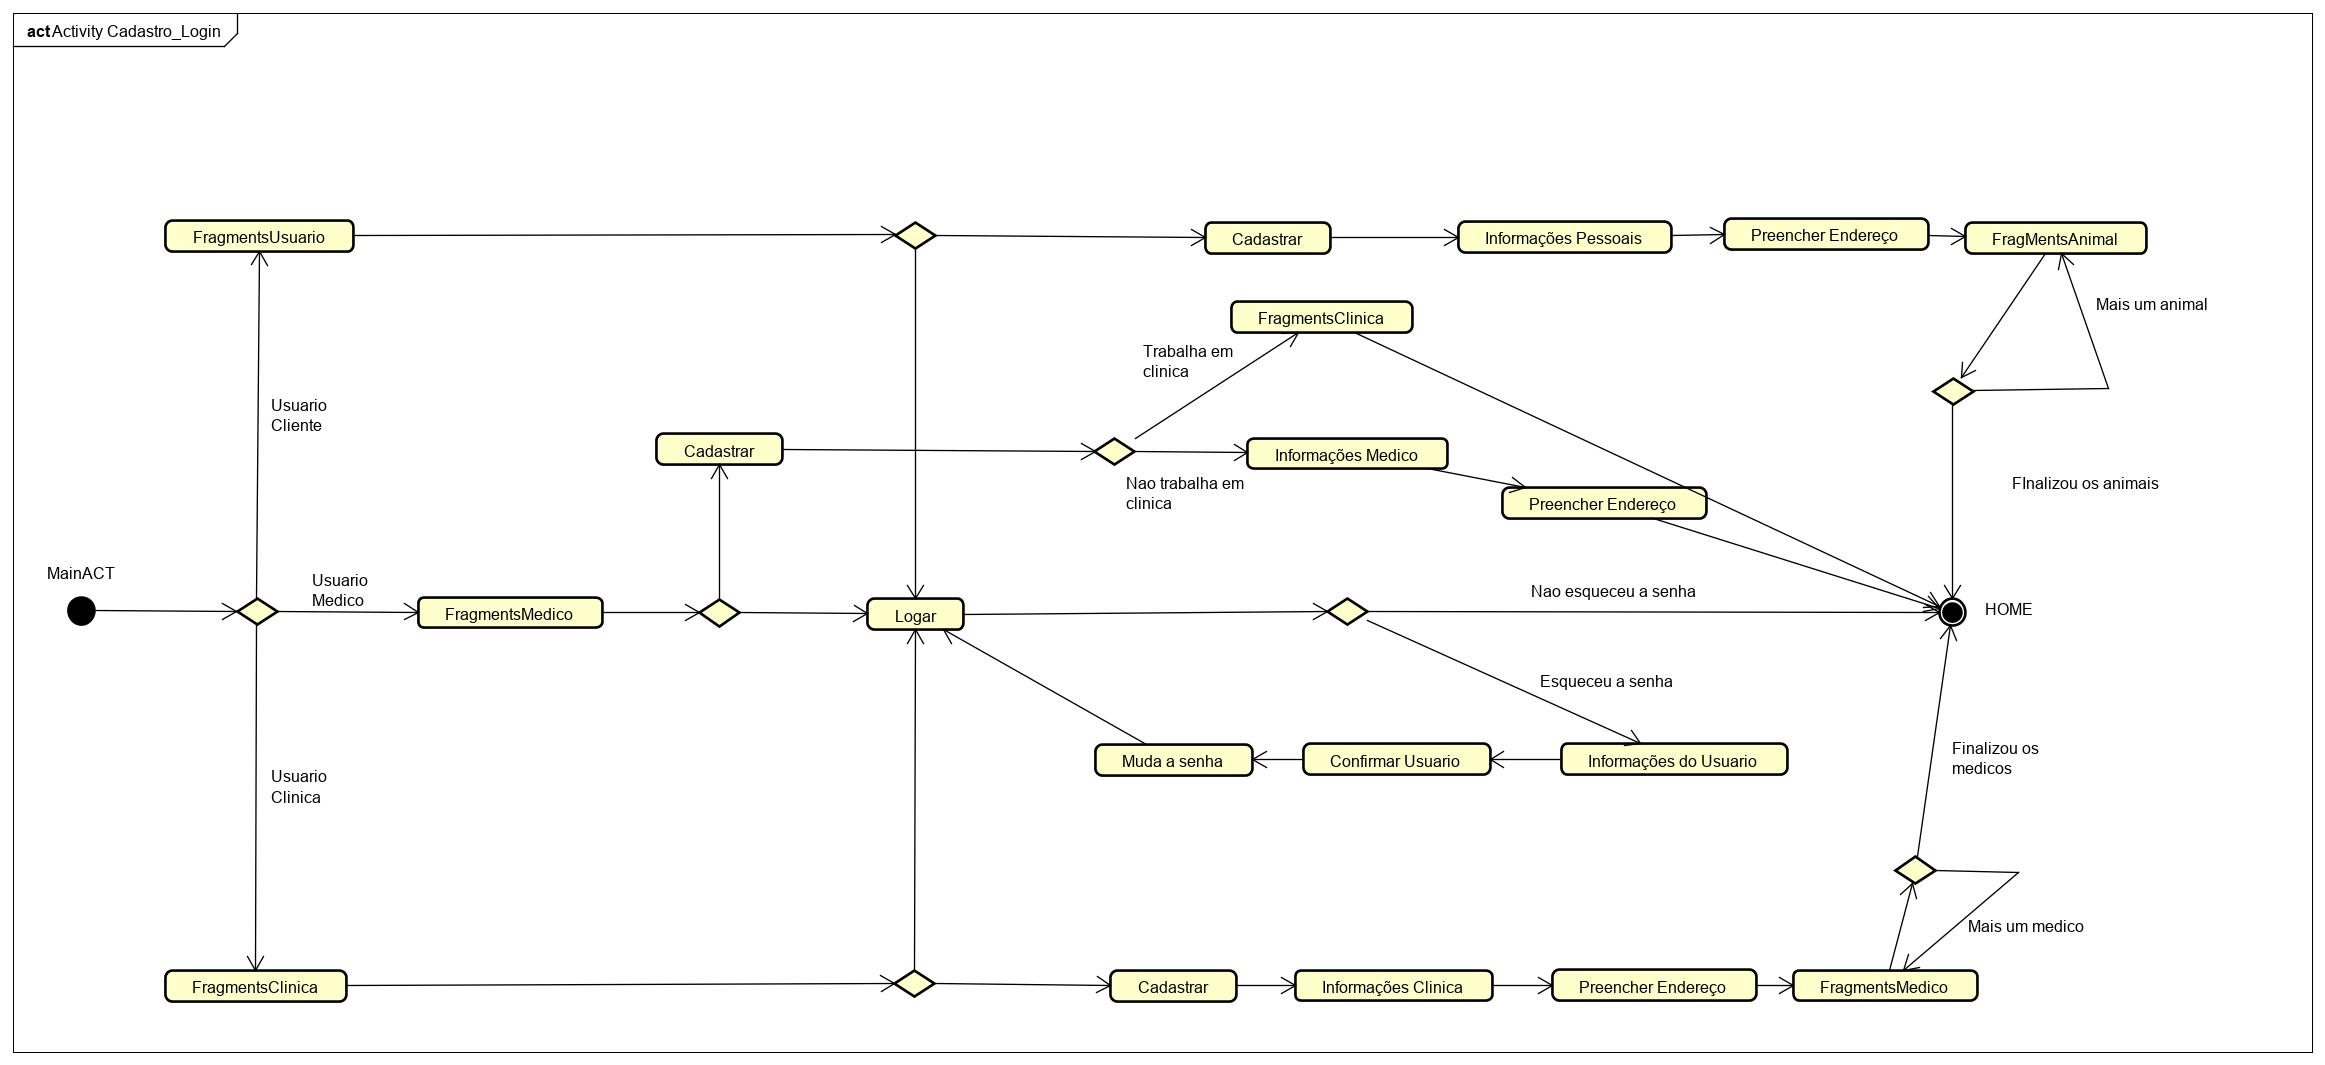 act Activity Cadastro_Login
FragmentsUsuario
Cadastrar
Informações Pessoais
Preencher Endereço
FragMentsAnimal
Mais um animal
FragmentsClinica
Trabalha em
clinica
Usuario
Cliente
Cadastrar
Informações Medico
Nao trabalha em
clinica
Preencher Endereço
FInalizou os animais
MainACT
Usuario
Medico
FragmentsMedico
Logar
Nao esqueceu a senha
HOME
Esqueceu a senha
Muda a senha
Confirmar Usuario
Informações do Usuario
Finalizou os
medicos
Usuario
Clinica
Mais um medico
FragmentsClinica
Cadastrar
Informações Clinica
Preencher Endereço
FragmentsMedico